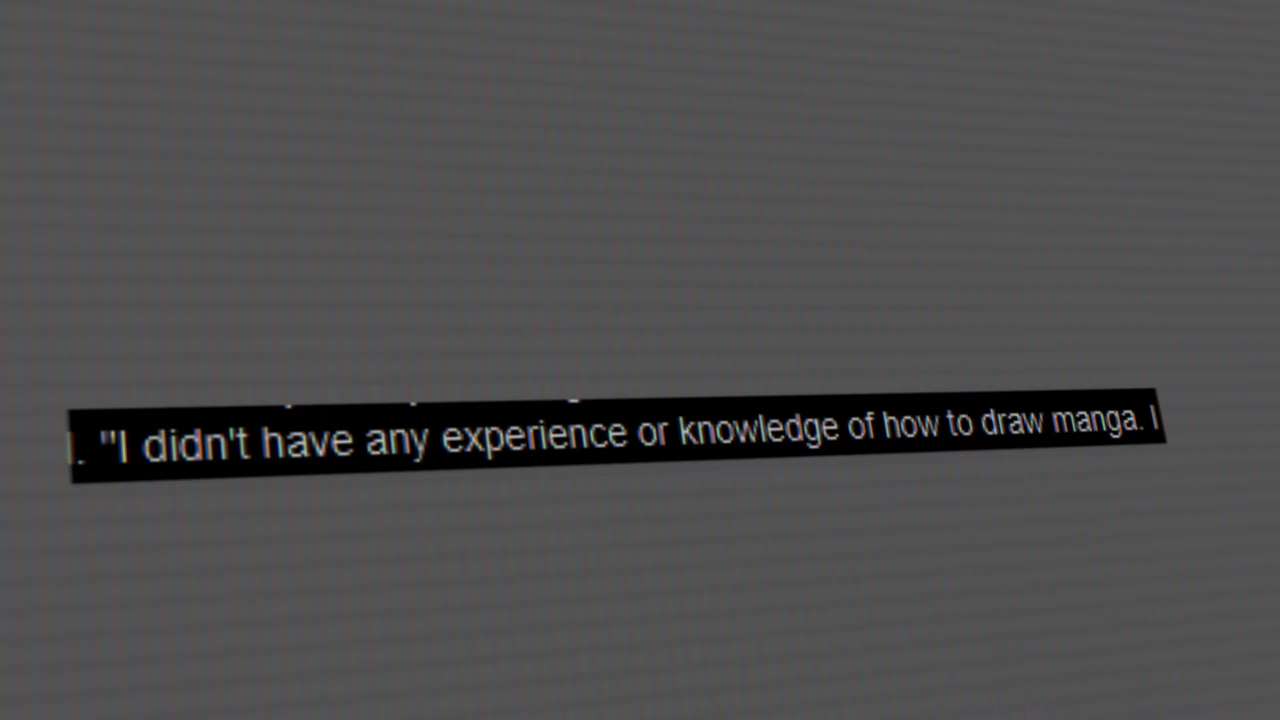 . "I didn't have any experience or knowledge of how to draw manga. I